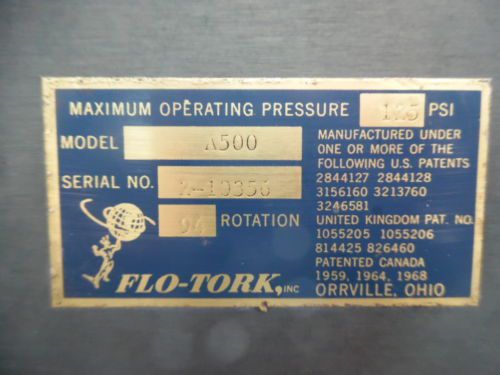 MAXIMUM OPERATING PRESSURE 125 PSI
MODEL A500
SERIAL NO.
94 ROTATION
FLO-TORK, INC
MANUFACTURED UNDER
ONE OR MORE OF THE
FOLLOWING U.S. PATENTS
2844127 2844128
3156160 3213760
3246581
UNITED KINGDOM PAT. NO.
1055205 1055206
814425 826460
PATENTED CANADA
1959, 1964, 1968
ORRVILLE, OHIO